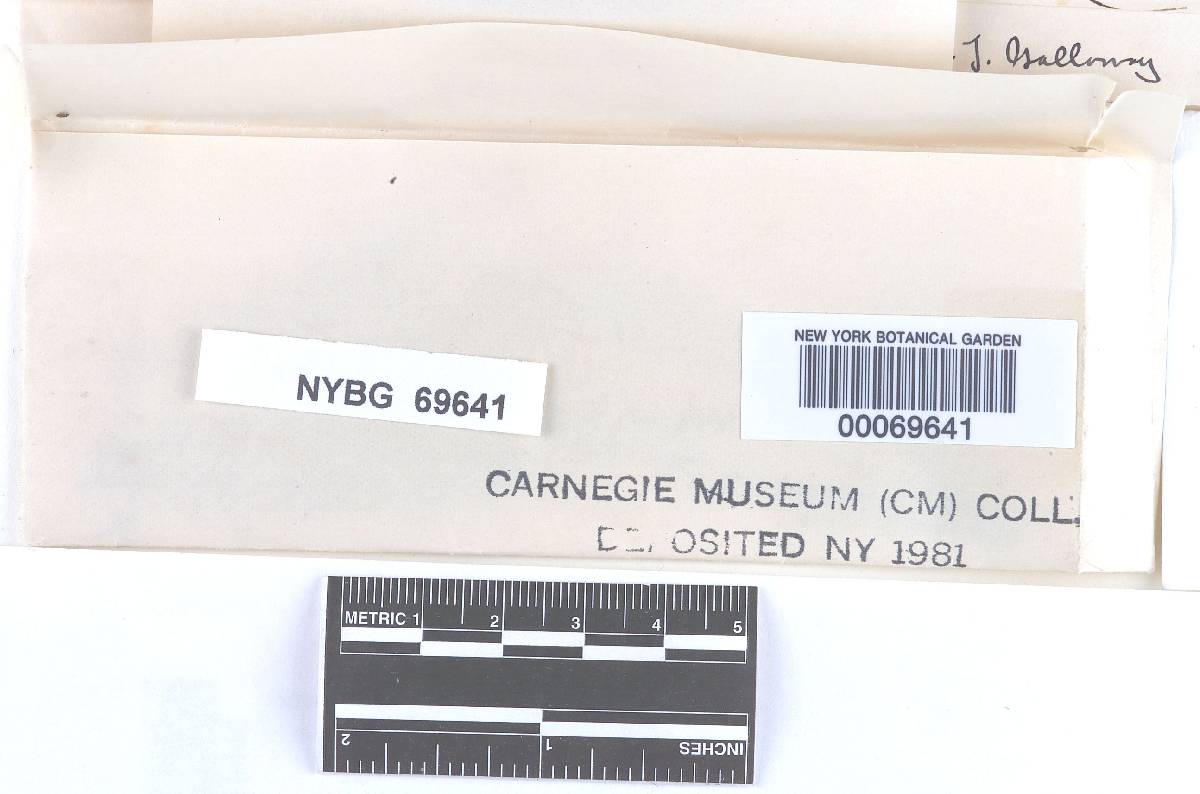 T. Galloway
NEW YORK BOTANICAL GARDEN
00069641
NYBG 69641
CARNEGIE MUSEUM (CM) COLL.
DEPOSITED NY 1981
METRIC 1 2 3 4 5
2 1 INCHES